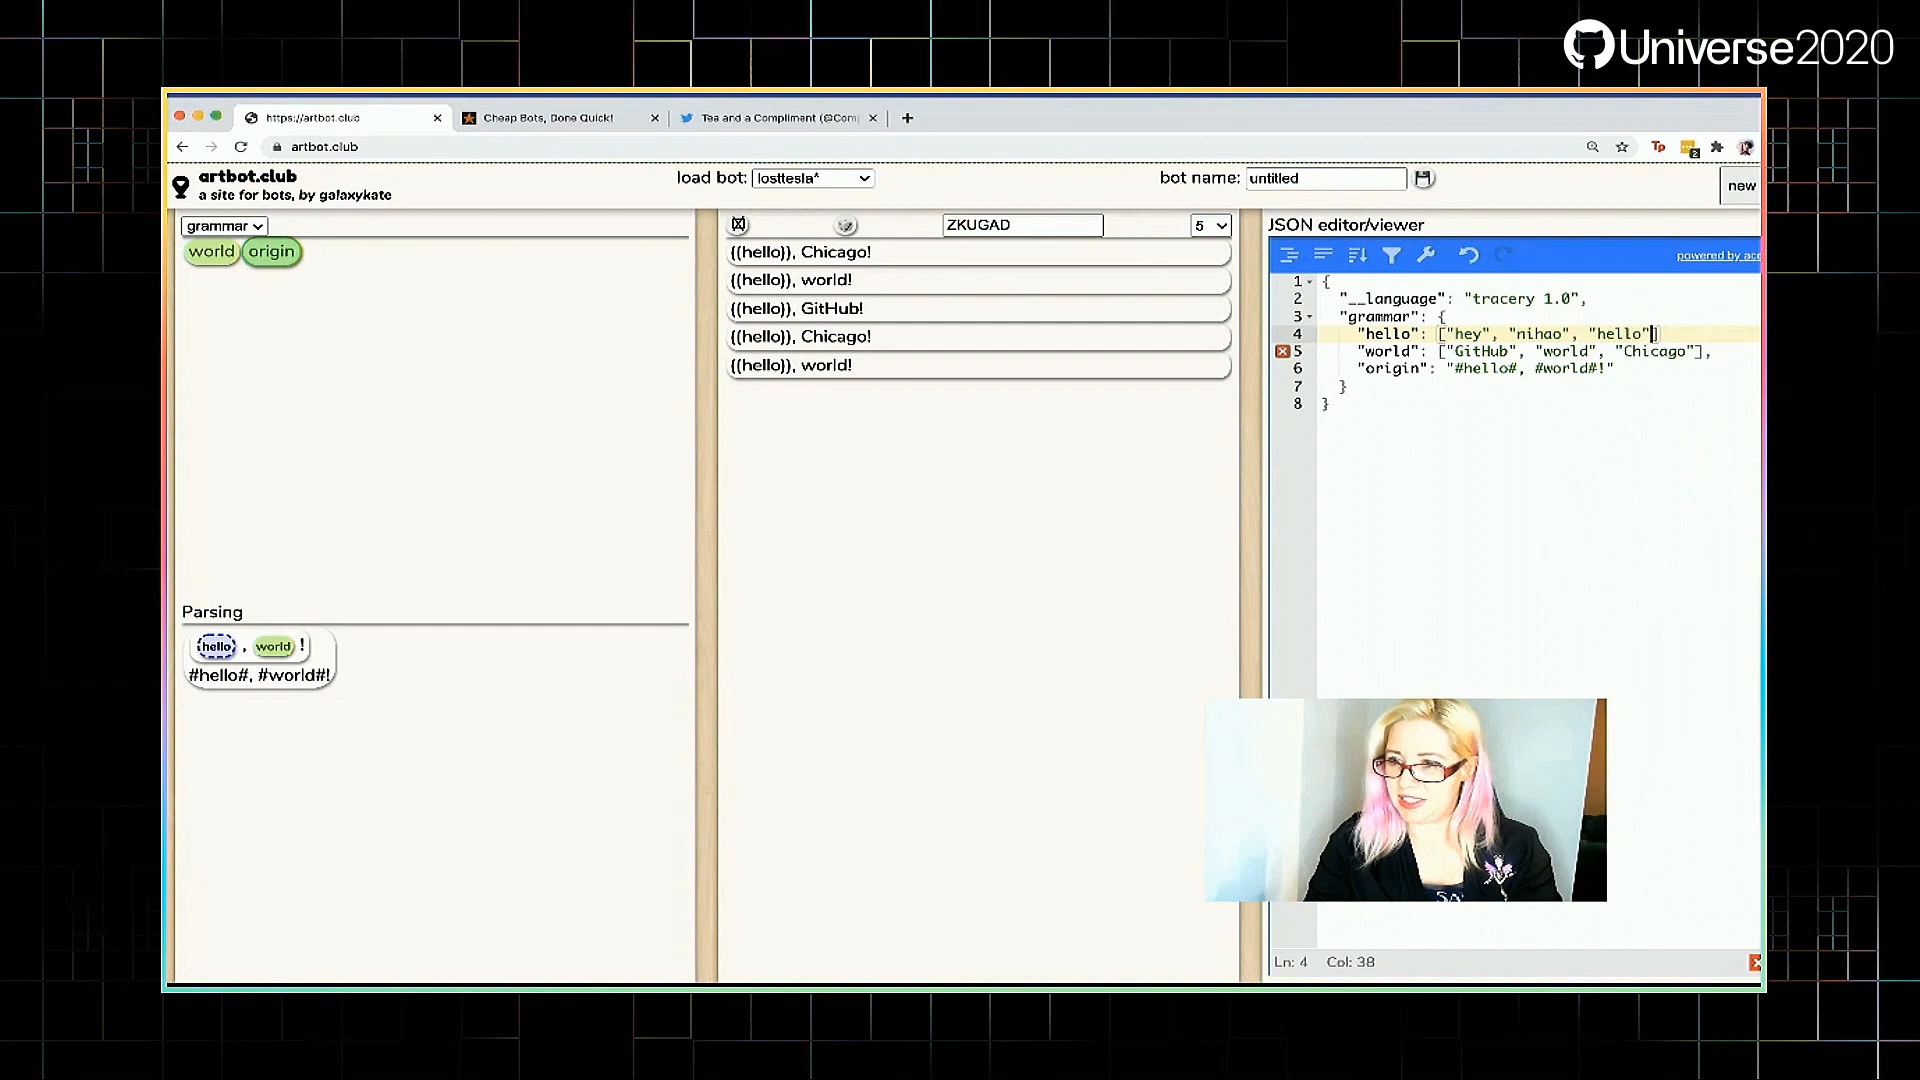 Universe2020
https://artbot.club
Cheap Bots, Done Quick!
Tea and a Compliment (@Com
artbot.club
Tp
2
artbot.club
a site for bots, by galaxykate
load bot: losttesla*
bot name: untitled
new
grammar
world origin
ZKUGAD
5
((hello)), Chicago!
((hello)), world!
((hello)), GitHub!
((hello)), Chicago!
((hello)), world!
Parsing
hello , world !
#hello#, #world#!
JSON editor/viewer
powered by ace
1 {
2 "__language": "tracery 1.0",
3 "grammar": {
4 "hello": ["hey", "nihao", "hello"]
5 "world": ["GitHub", "world", "Chicago"],
6 "origin": "#hello#, #world#!"
7 }
8 }
SA
Ln: 4 Col: 38